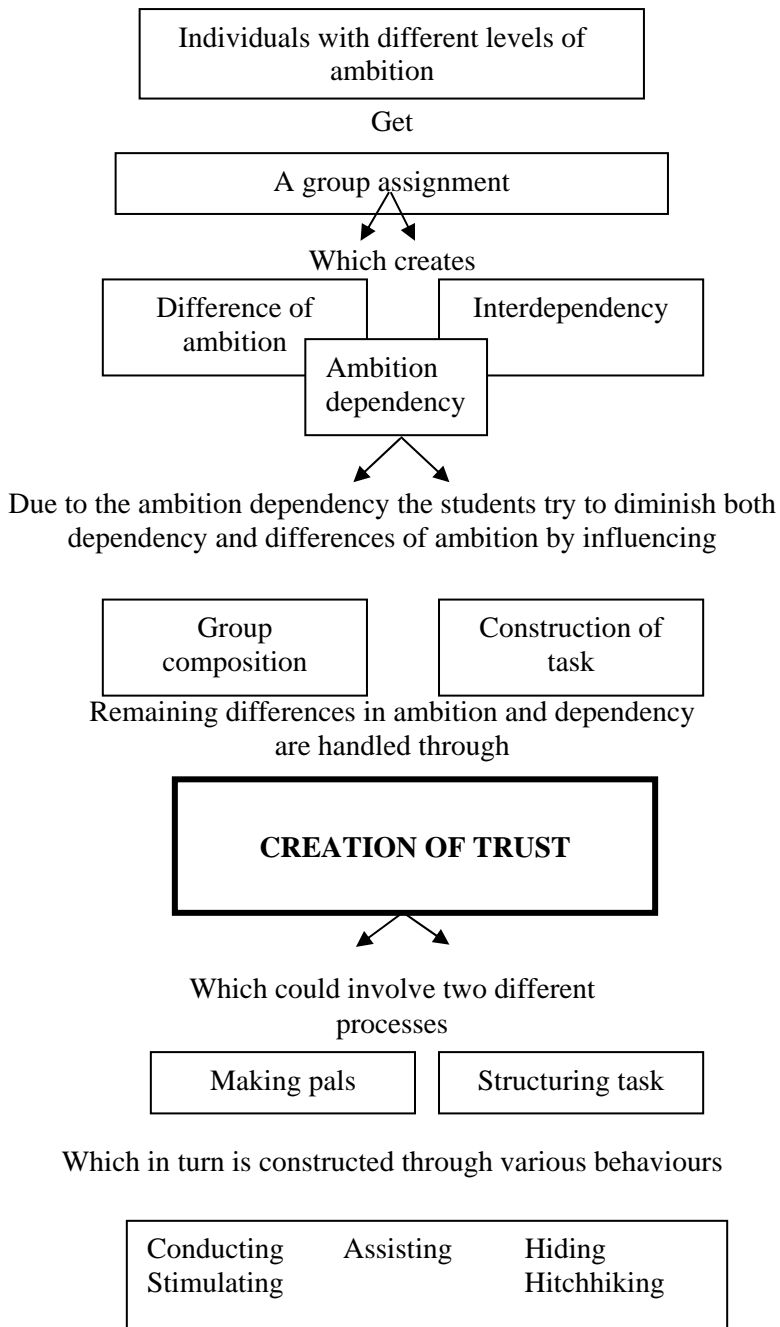 Individuals with different levels of
ambition
Get
A group assignment
Which creates
Difference of
ambition
Interdependency
Ambition
dependency
Due to the ambition dependency the students try to diminish both
dependency and differences of ambition by influencing
Group
composition
Construction of
task
Remaining differences in ambition and dependency
are handled through
CREATION OF TRUST
Which could involve two different
processes
Making pals
Structuring task
Which in turn is constructed through various behaviours
Conducting Assisting Hiding
Stimulating Hitchhiking